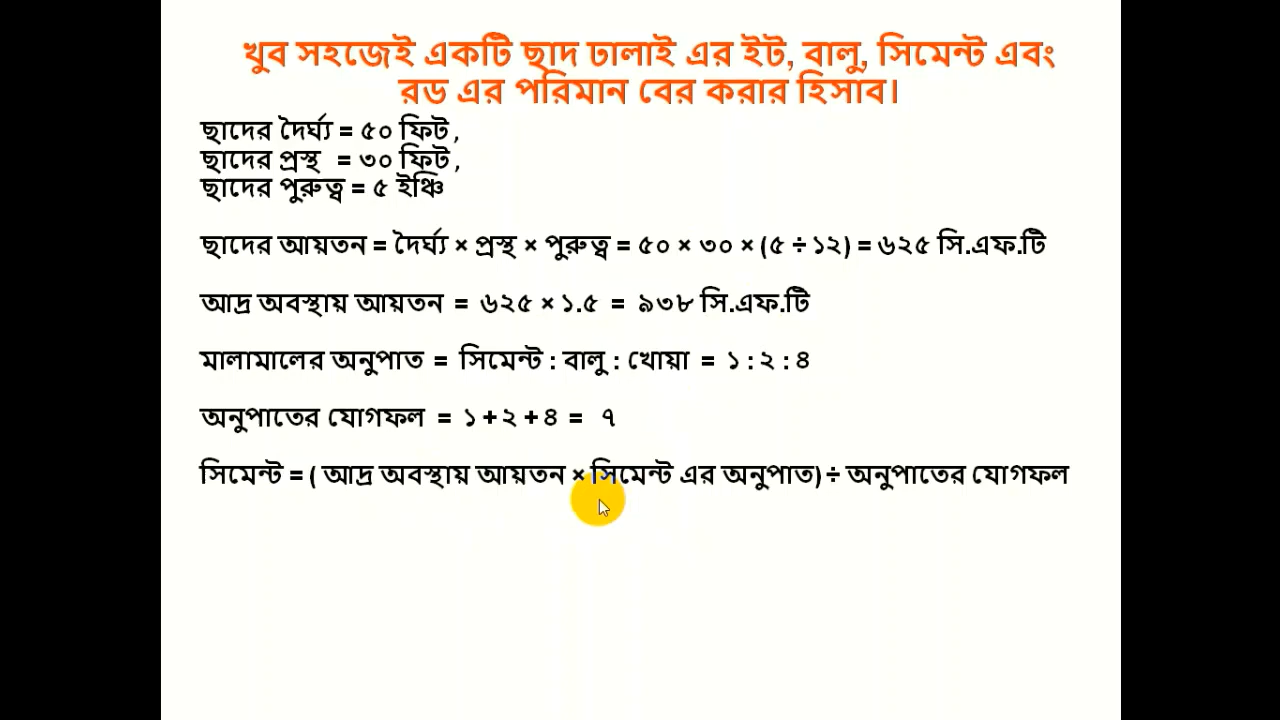 খুব সহজেই একটি ছাদ ঢালাই এর ইট, বালু, সিমেন্ট এবং
রড এর পরিমান বের করার হিসাব।
ছাদের দৈর্ঘ্য = ৫০ ফিট ,
ছাদের প্রস্থ = ৩০ ফিট ,
ছাদের পুরুত্ব = ৫ ইঞ্চি
ছাদের আয়তন = দৈর্ঘ্য × প্রস্থ × পুরুত্ব = ৫০ × ৩০ × (৫ ÷ ১২) = ৬২৫ সি.এফ.টি
আদ্র অবস্থায় আয়তন = ৬২৫ × ১.৫ = ৯৩৮ সি.এফ.টি
মালামালের অনুপাত = সিমেন্ট : বালু : খোয়া = ১ : ২ : ৪
অনুপাতের যোগফল = ১ + ২ + ৪ = ৭
সিমেন্ট = ( আদ্র অবস্থায় আয়তন × সিমেন্ট এর অনুপাত) ÷ অনুপাতের যোগফল